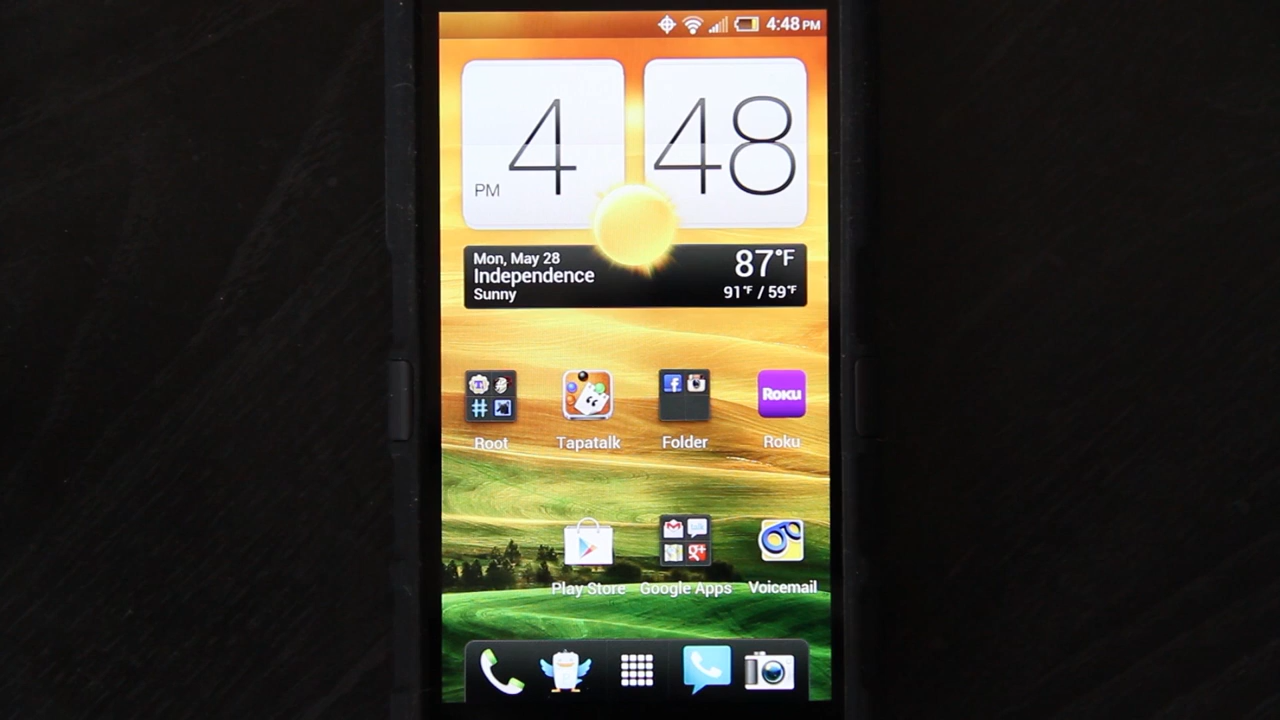 4:48 PM
4 48
PM
Mon, May 28
87°F
Independence
Sunny
91°F / 59°F
T
f
#
Roku
Root Tapatalk Folder Roku
talk
g+
Play Store Google Apps Voicemail